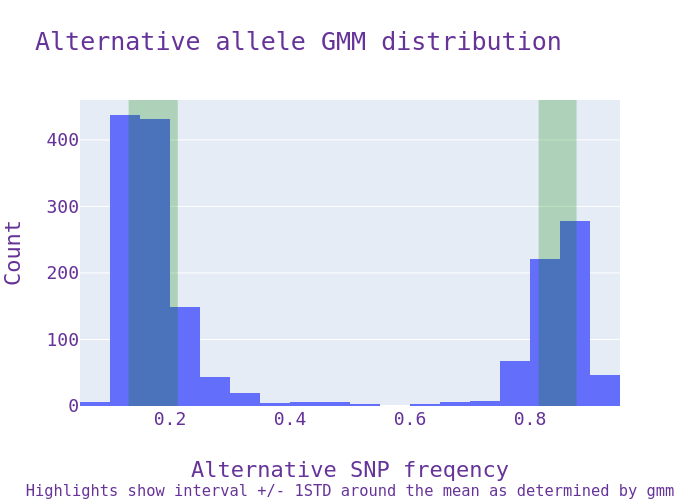 Alternative allele GMM distribution
400
300
200
100
0
Count
0.2
0.4
0.6
0.8
Alternative SNP freqency
Highlights show interval +/- 1STD around the mean as determined by gmm